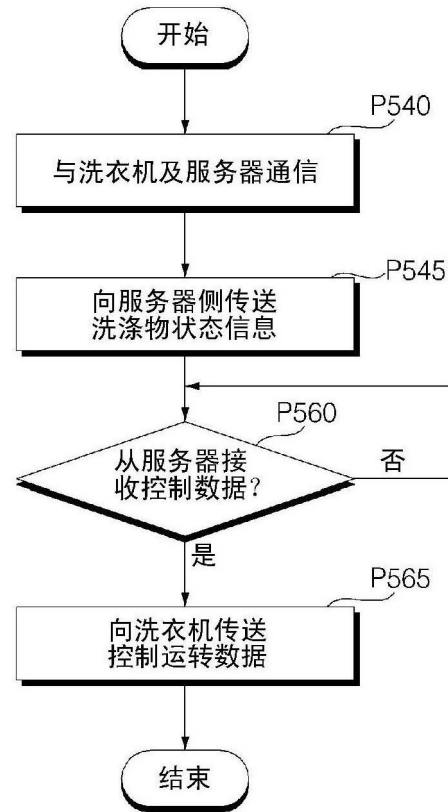 开始
P540
与洗衣机及服务器通信
P545
向服务器侧传送
洗涤物状态信息
P560
从服务器接
收控制数据?
否
是
P565
向洗衣机传送
控制运转数据
结束